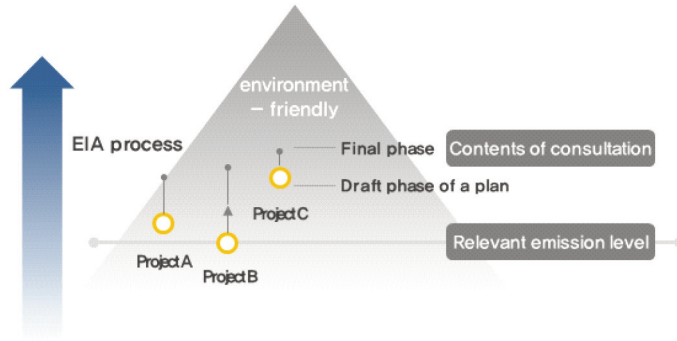 environment
– friendly
EIA process
Final phase
Contents of consultation
Draft phase of a plan
Project C
Relevant emission level
Project A
Project B